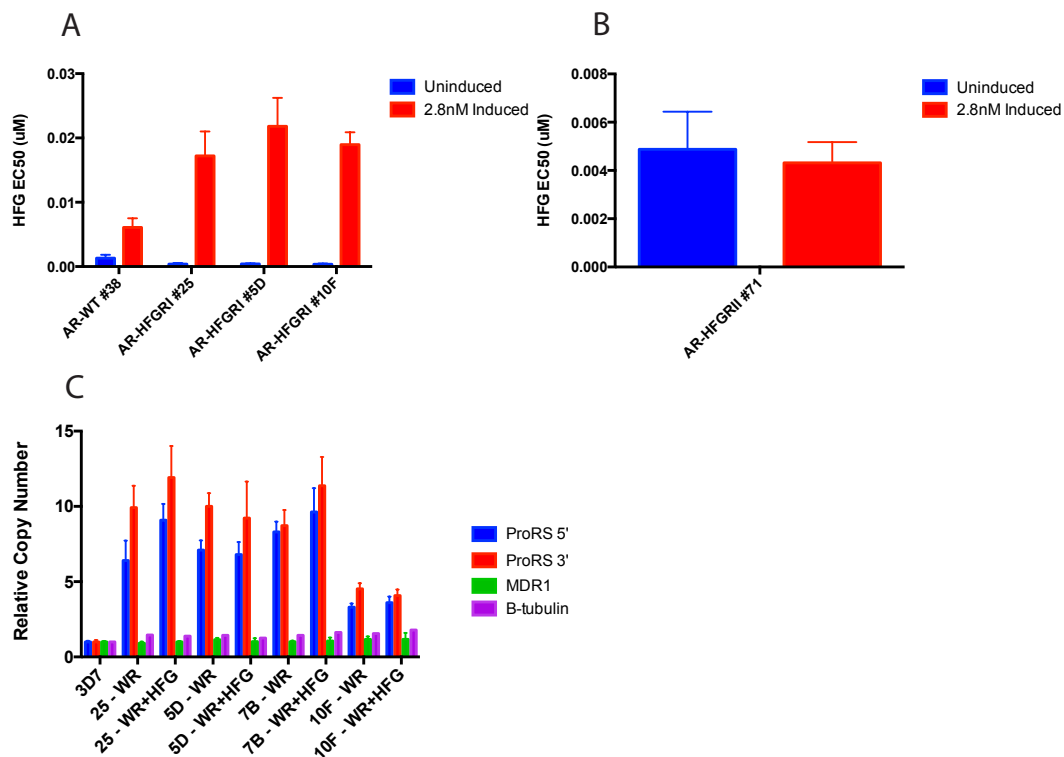 A
HFG EC50 (uM)
0.03
0.02
0.01
0.00
AR-WT #38
AR-HFGRI #25
AR-HFGRI #5D
AR-HFGRI #10F
Uninduced
2.8nM Induced
B
HFG EC50 (uM)
0.008
0.006
0.004
0.002
0.000
AR-HFGRII #71
Uninduced
2.8nM Induced
C
Relative Copy Number
15
10
5
0
3D7
25 - WR
25 - WR+HFG
5D - WR
5D - WR+HFG
7B - WR
7B - WR+HFG
10F - WR
10F - WR+HFG
ProRS 5'
ProRS 3'
MDR1
B-tubulin